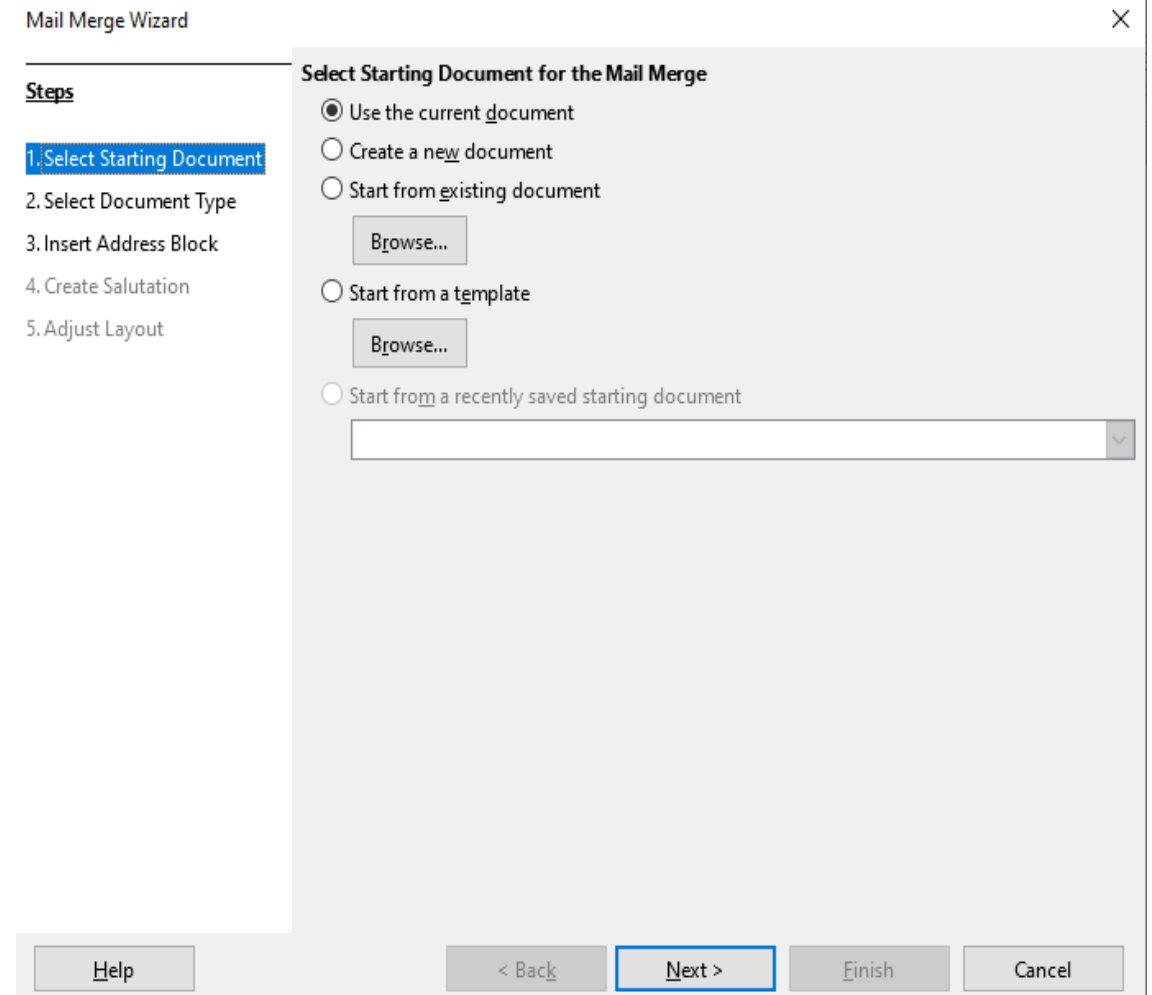 Mail Merge Wizard
Steps
1. Select Starting Document
2. Select Document Type
3. Insert Address Block
4. Create Salutation
5. Adjust Layout
Select Starting Document for the Mail Merge
Use the current document
Create a new document
Start from existing document
Browse...
Start from a template
Browse...
Start from a recently saved starting document
Help
< Back
Next >
Finish
Cancel